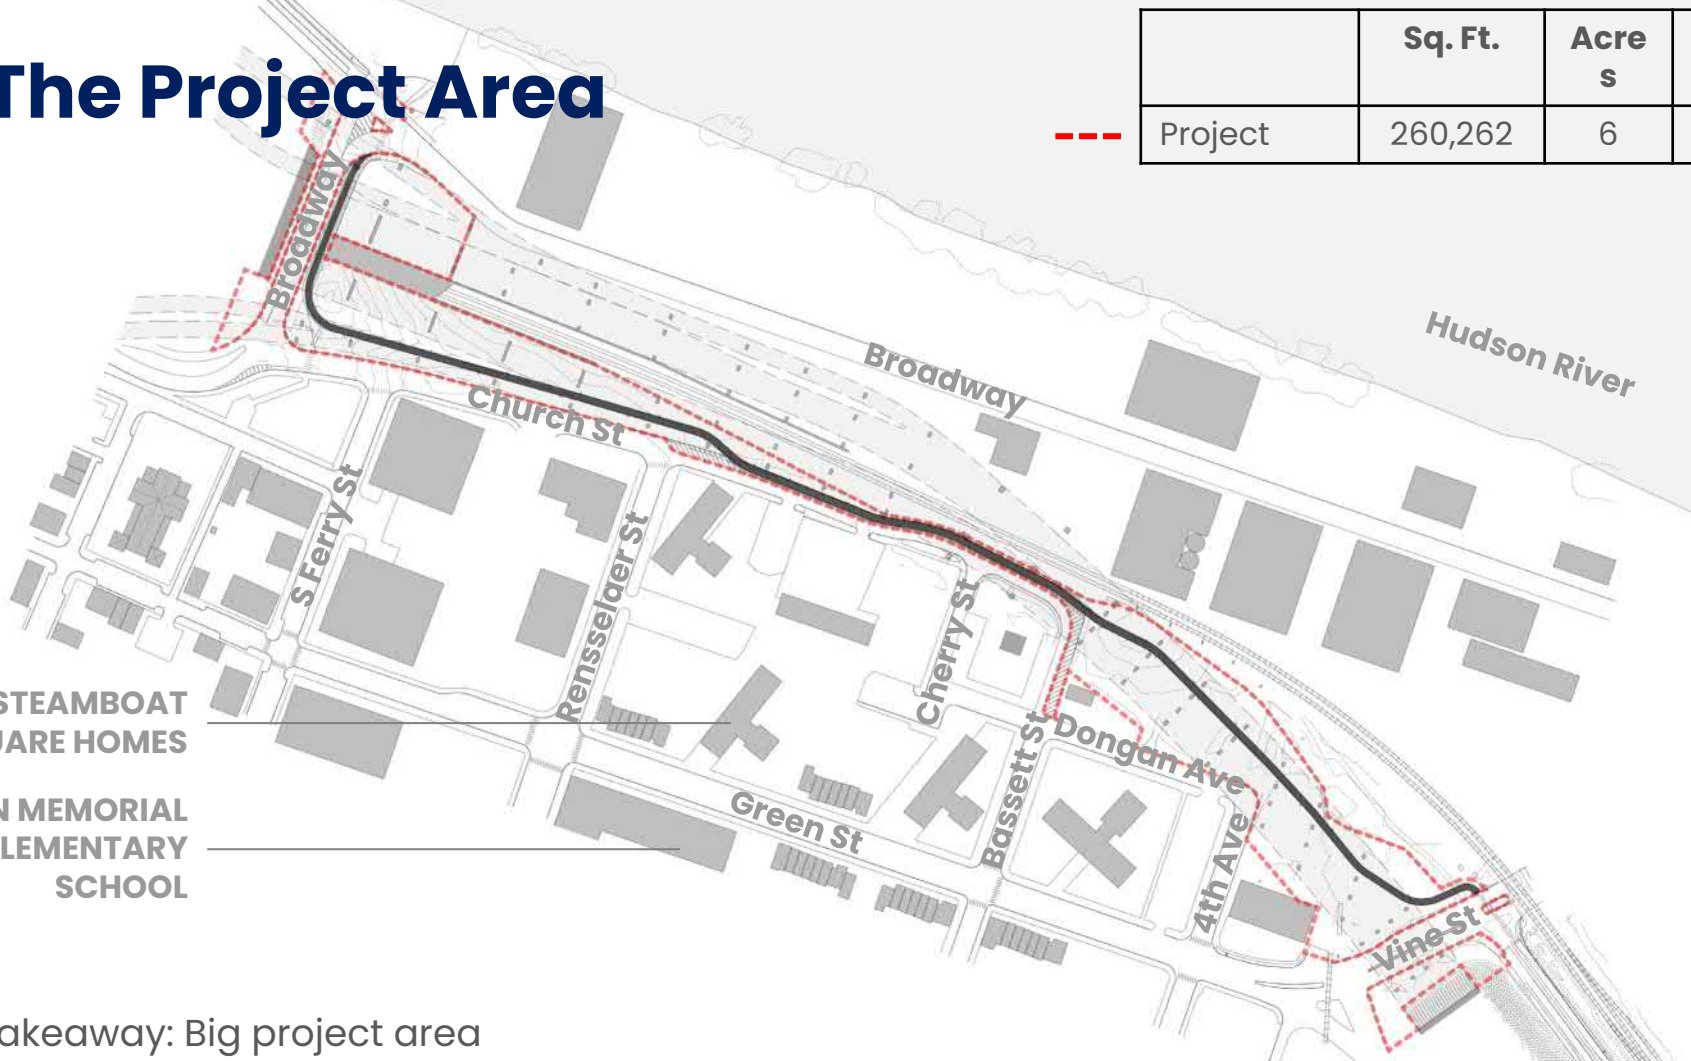 The Project Area
Sq. Ft.
Acre
s
Project
260,262
6
Broadway
Broadway
Hudson River
Church St
S Ferry St
Rensselaer St
Cherry St
Bassett St
Dongan Ave
4th Ave
Green St
Vine St
STEAMBOAT
UARE HOMES
N MEMORIAL
LEMENTARY
SCHOOL
akeaway: Big project area